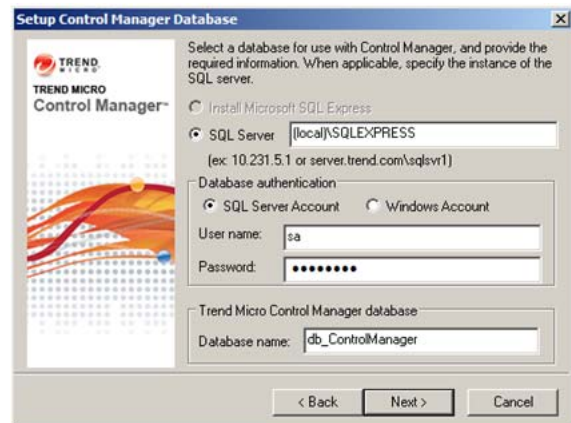 Setup Control Manager Database
TREND
MICRO
TREND MICRO
Control Manager™
Select a database for use with Control Manager, and provide the
required information. When applicable, specify the instance of the
SQL server.
Install Microsoft SQL Express
SQL Server
(local)\SQLEXPRESS
(ex: 10.231.5.1 or server.trend.com\sqlsvr1)
Database authentication
SQL Server Account
Windows Account
User name:
sa
Password:
●●●●●●●●
Trend Micro Control Manager database
Database name:
db_ControlManager
< Back
Next >
Cancel